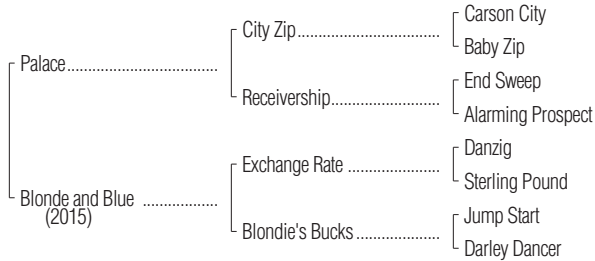 Carson City
City Zip
Baby Zip
Palace
End Sweep
Receivership
Alarming Prospect
Danzig
Exchange Rate
Sterling Pound
Blonde and Blue
(2015)
Jump Start
Blondie's Bucks
Darley Dancer